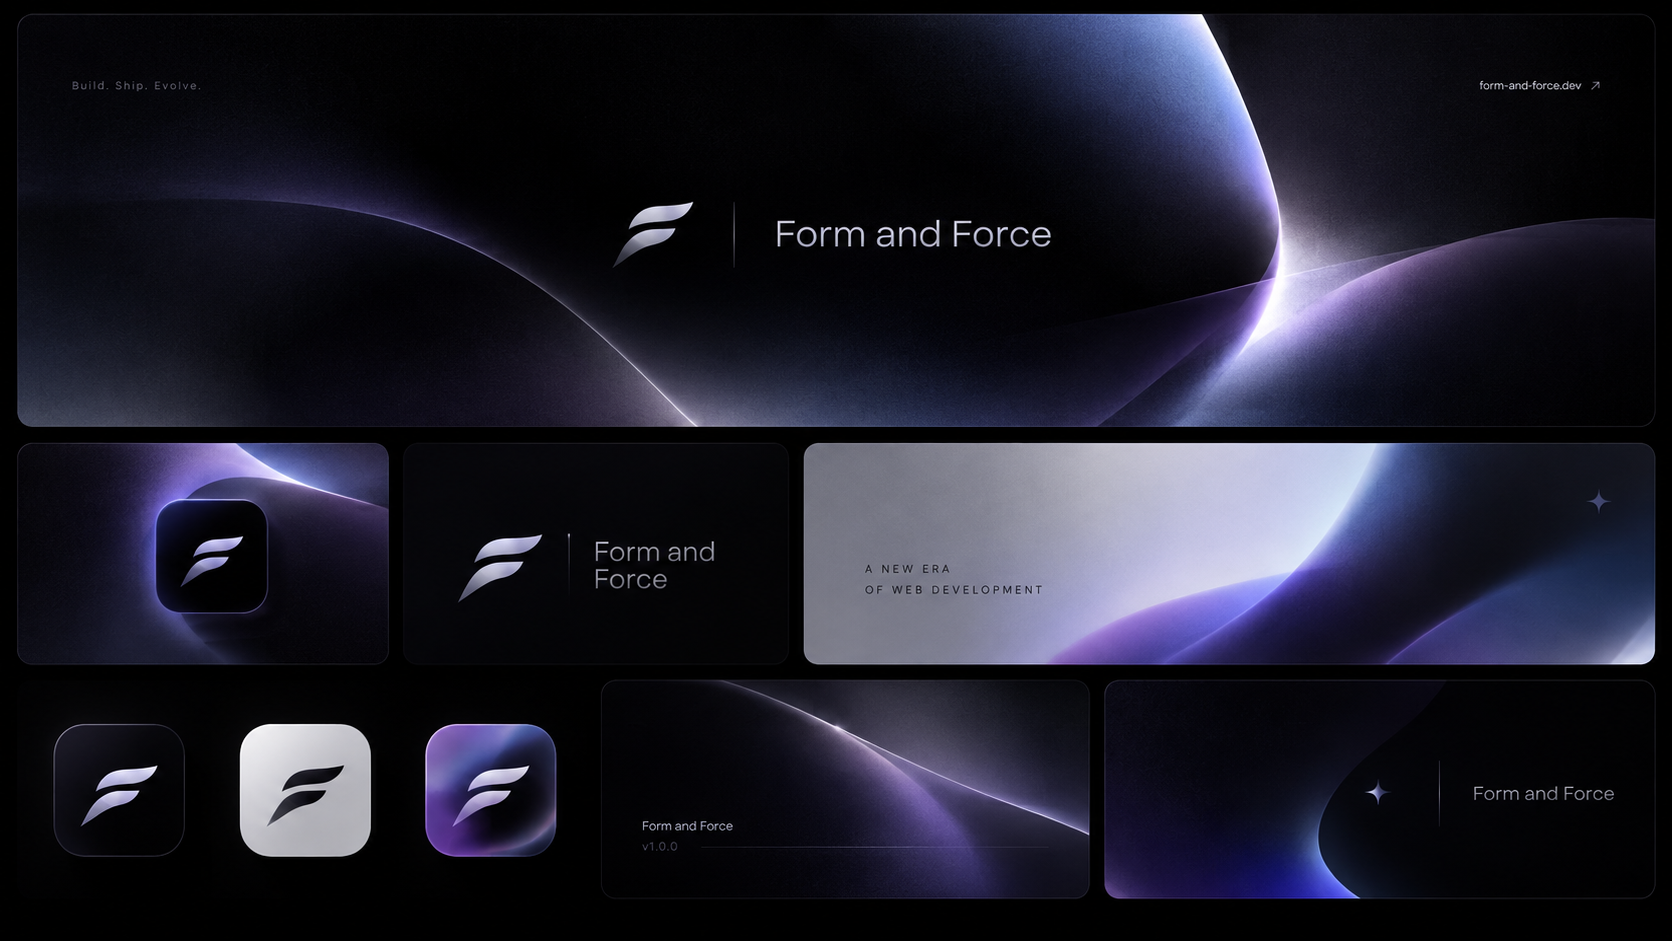 Build. Ship. Evolve.
form-and-force.dev
Form and Force
Form and
Force
A NEW ERA
OF WEB DEVELOPMENT
Form and Force
v1.0.0
Form and Force